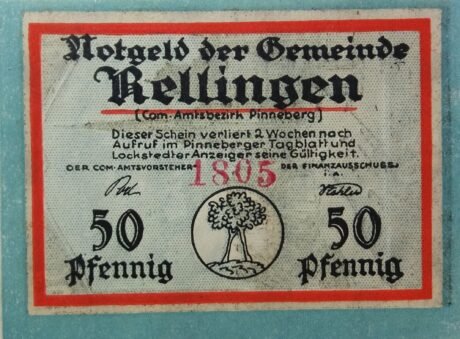 Notgeld der Gemeinde
Rellingen
(Com-Amtsbezirk Pinneberg)
Dieser Schein verliert 2 Wochen nach
Aufruf im Pinneberger Tagblatt und
Lockstedter Anzeiger seine Gültigkeit.
DER COM-AMTSVORSTEHER DER FINANZAUSSCHUSS
i.A.
1805
50 50
Pfennig Pfennig